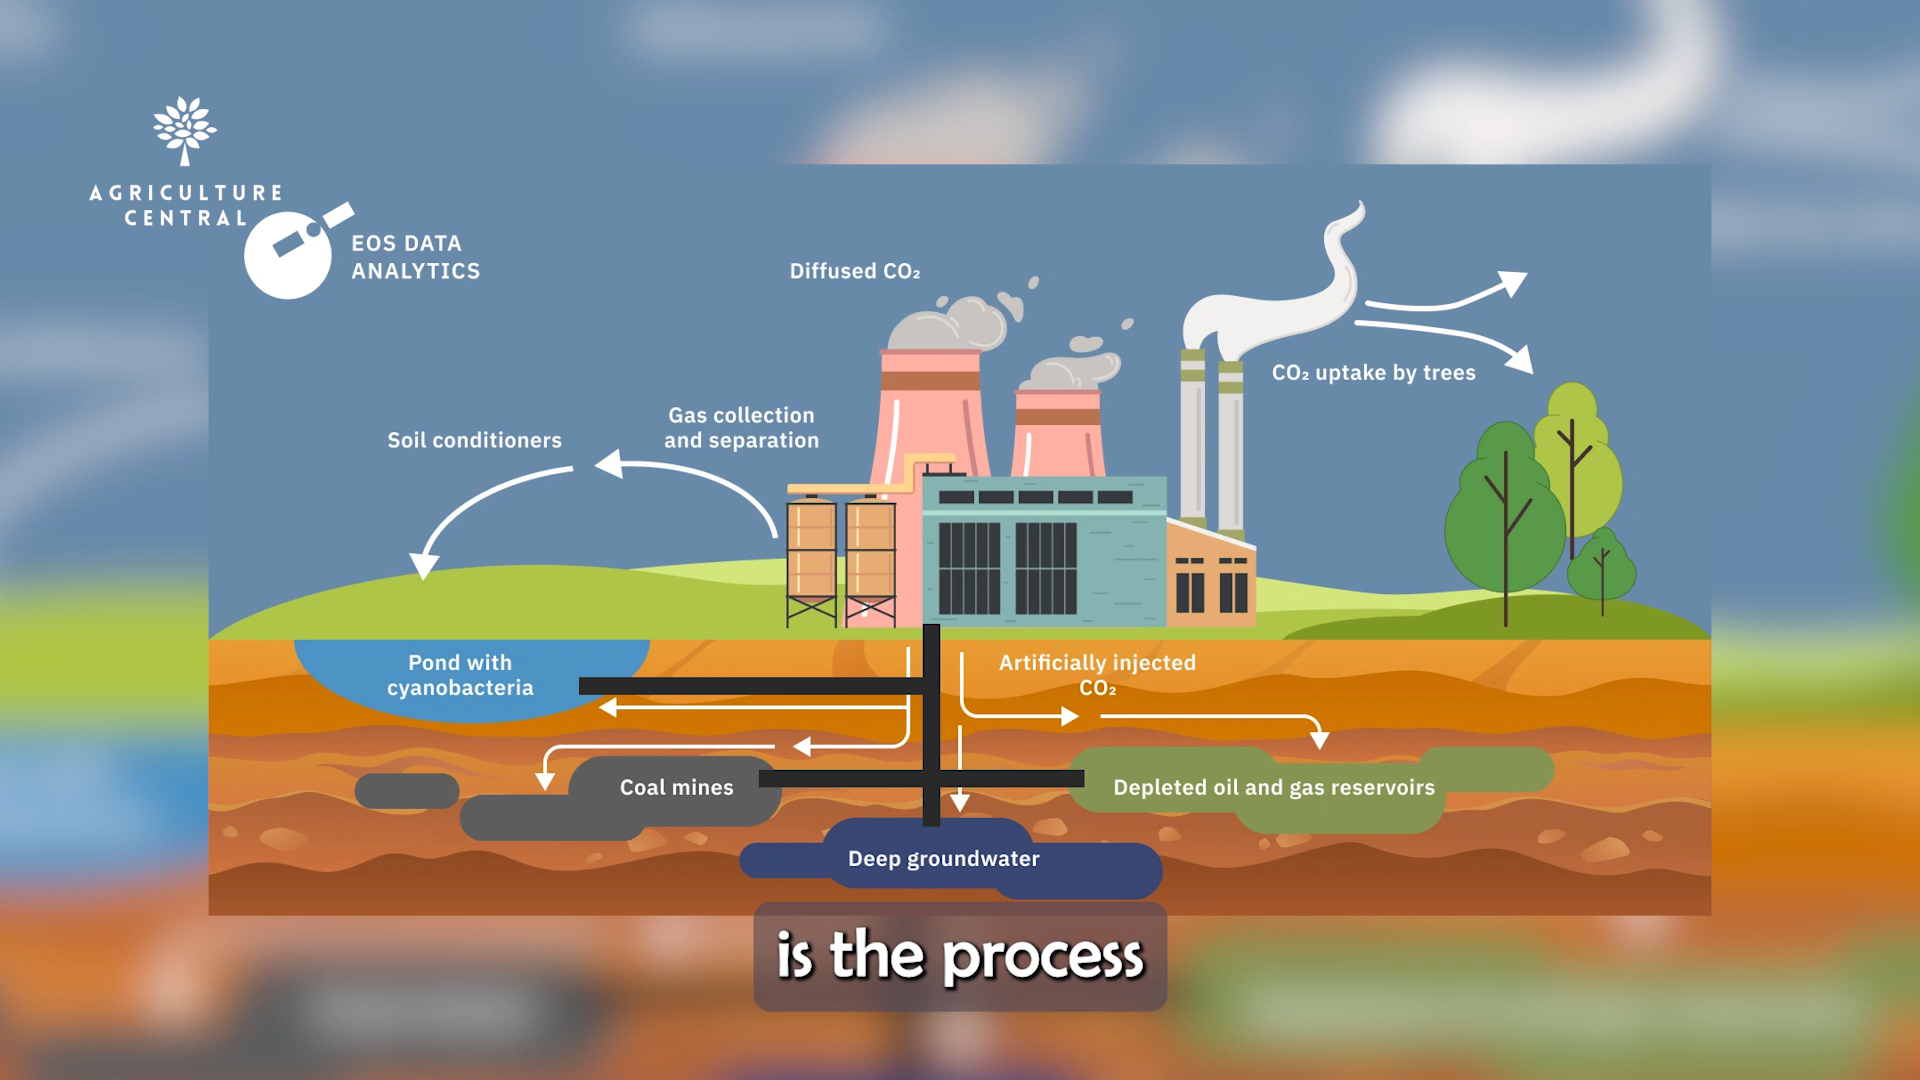 AGRICULTURE
CENTRAL
EOS DATA
ANALYTICS
Diffused CO₂
CO₂ uptake by trees
Gas collection
and separation
Soil conditioners
Pond with
cyanobacteria
Artificially injected
CO₂
Coal mines
Depleted oil and gas reservoirs
Deep groundwater
is the process